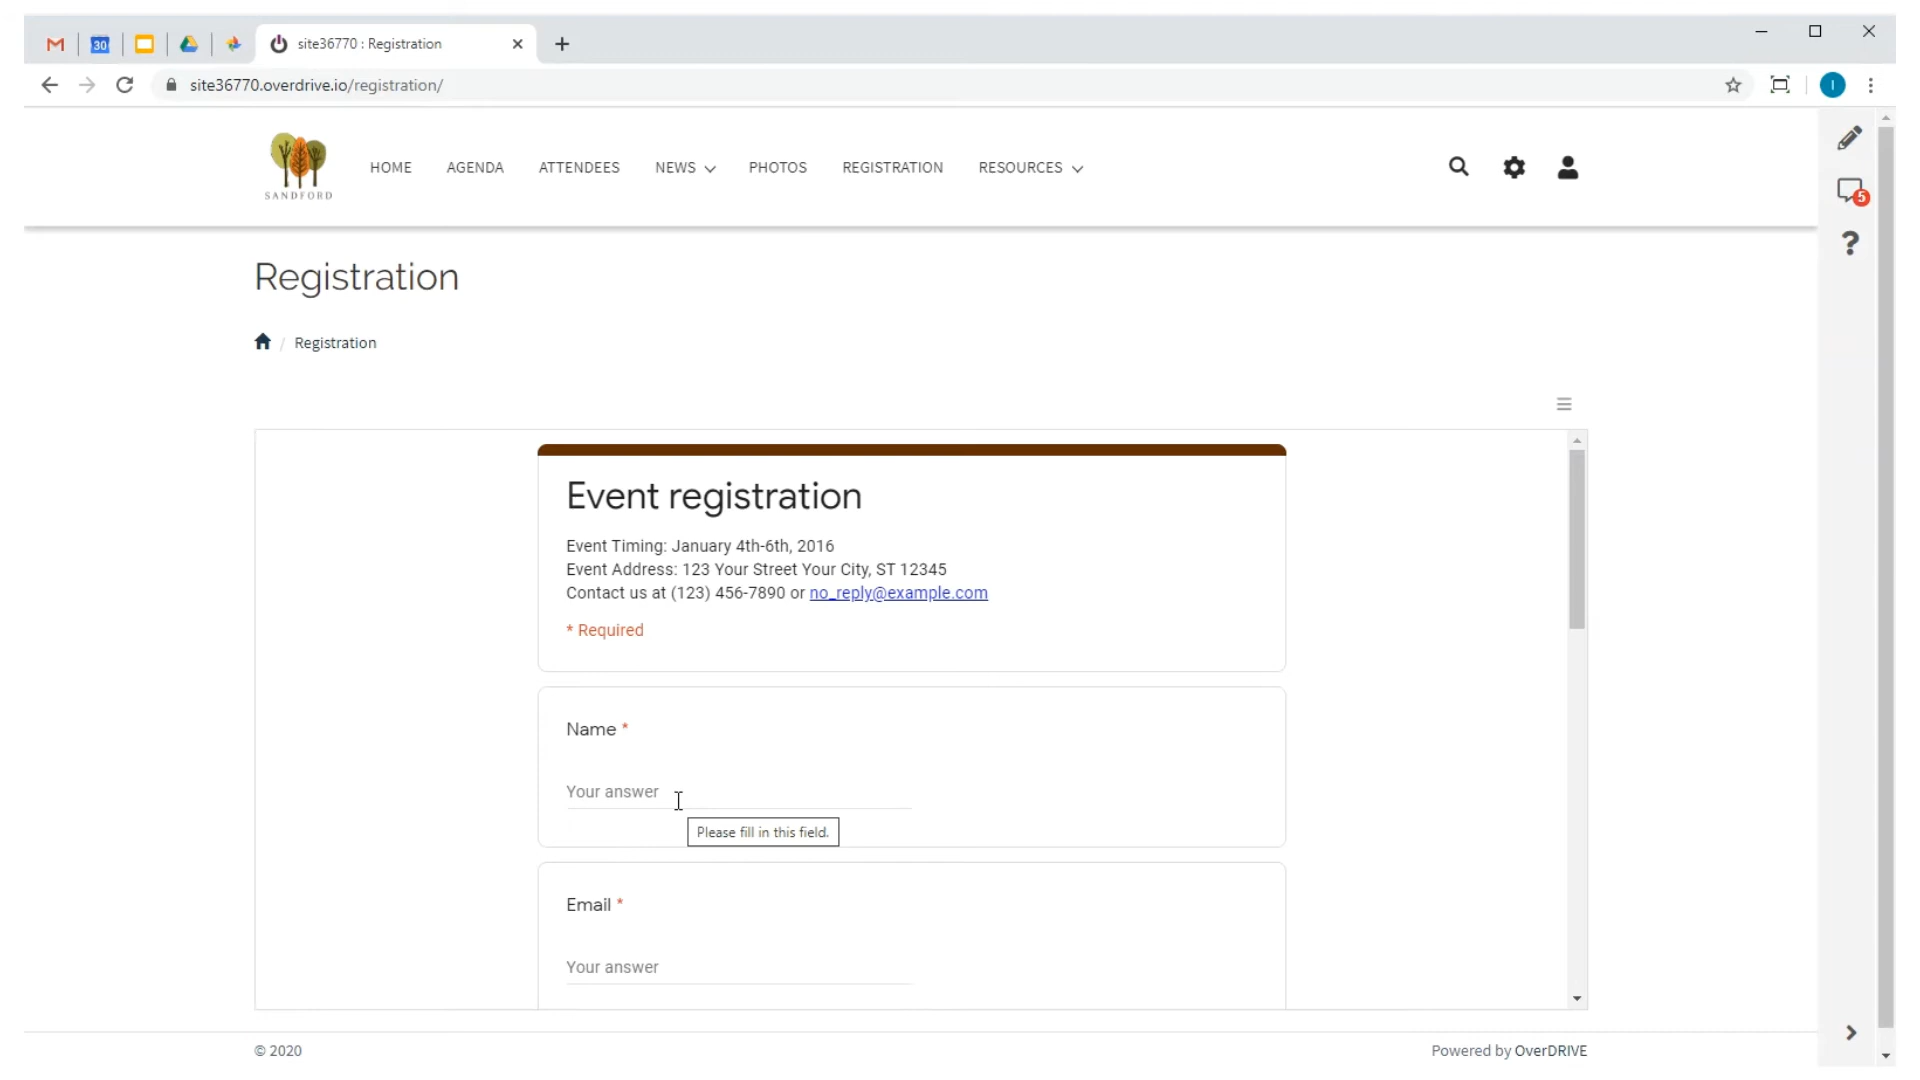 30
site36770 : Registration
site36770.overdrive.io/registration/
I
SANDFORD
HOME
AGENDA
ATTENDEES
NEWS
PHOTOS
REGISTRATION
RESOURCES
5
?
Registration
/ Registration
Event registration
Event Timing: January 4th-6th, 2016
Event Address: 123 Your Street Your City, ST 12345
Contact us at (123) 456-7890 or no_reply@example.com
* Required
Name *
Your answer
Please fill in this field.
Email *
Your answer
© 2020
Powered by OverDRIVE